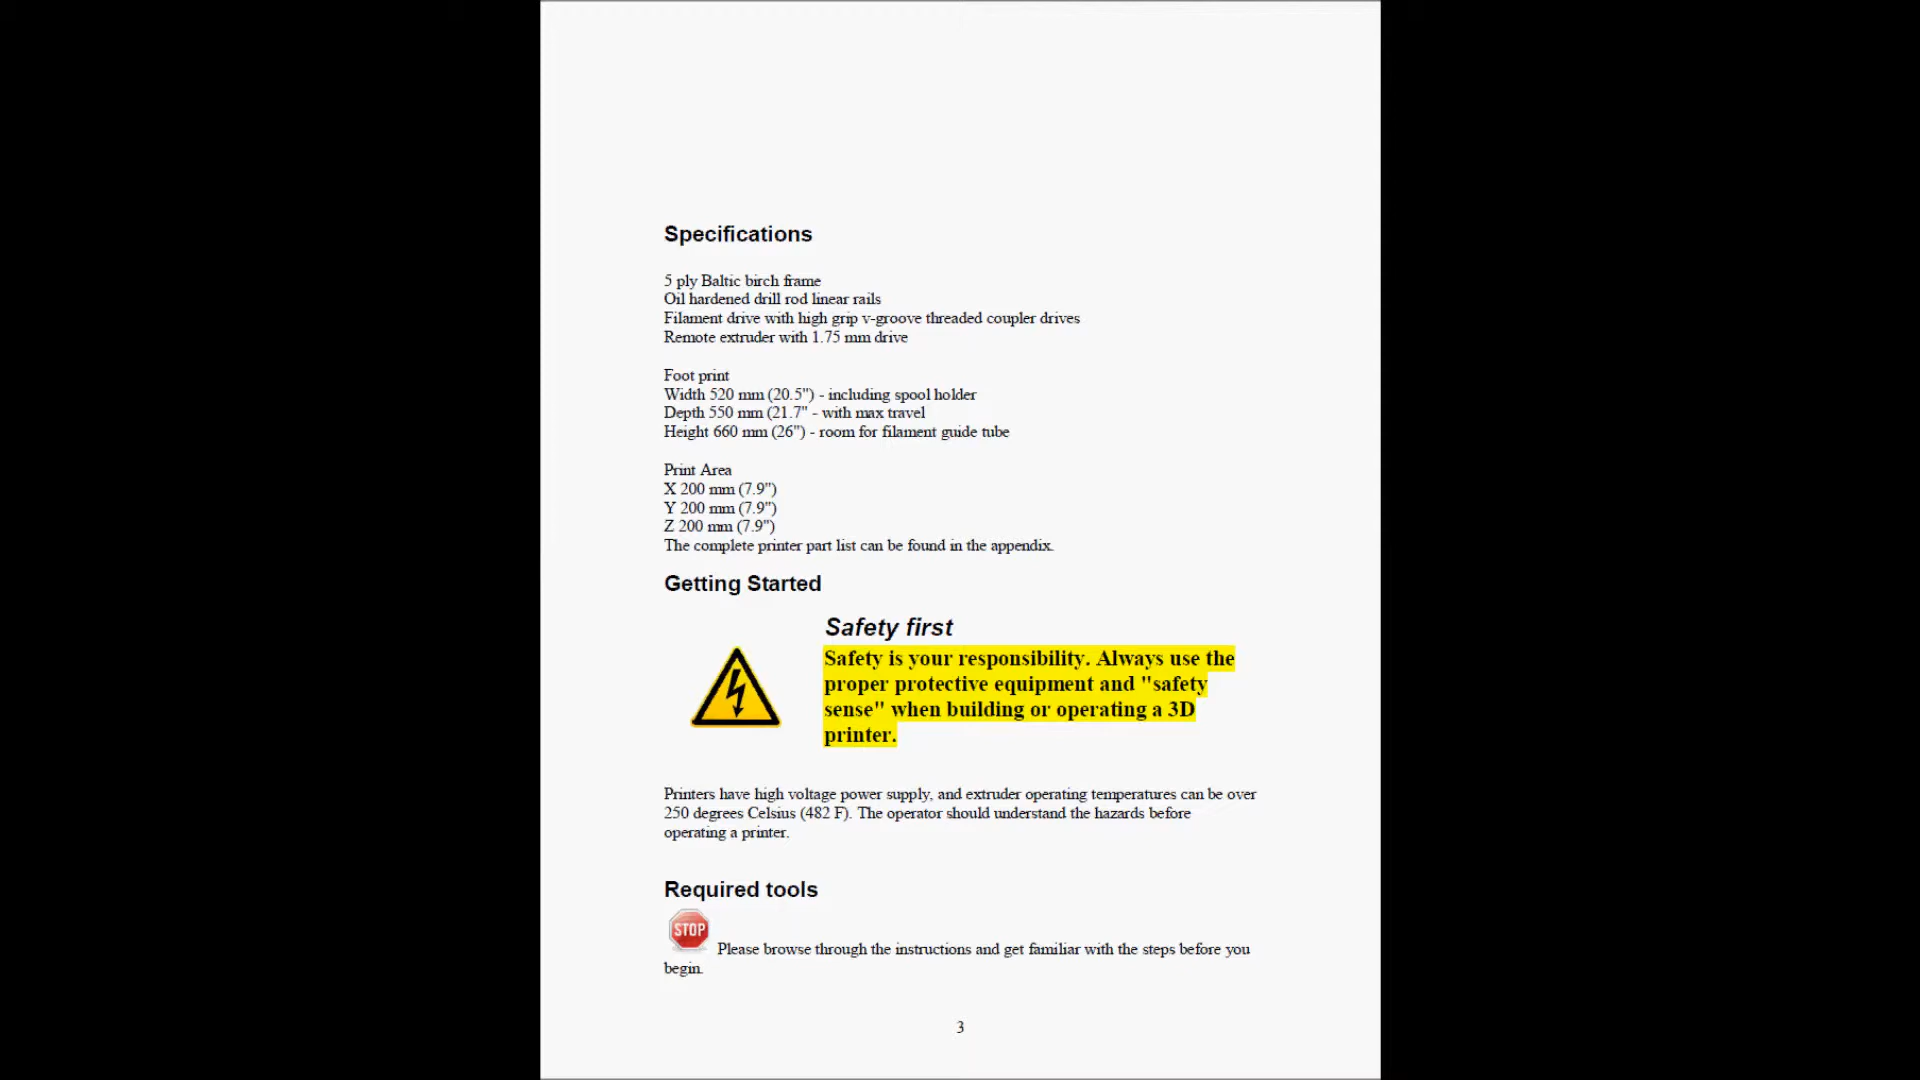 Specifications
5 ply Baltic birch frame
Oil hardened drill rod linear rails
Filament drive with high grip v-groove threaded coupler drives
Remote extruder with 1.75 mm drive
Foot print
Width 520 mm (20.5") - including spool holder
Depth 550 mm (21.7" - with max travel
Height 660 mm (26") - room for filament guide tube
Print Area
X 200 mm (7.9")
Y 200 mm (7.9")
Z 200 mm (7.9")
The complete printer part list can be found in the appendix.
Getting Started
Safety first
Safety is your responsibility. Always use the
proper protective equipment and "safety
sense" when building or operating a 3D
printer.
Printers have high voltage power supply, and extruder operating temperatures can be over
250 degrees Celsius (482 F). The operator should understand the hazards before
operating a printer.
Required tools
STOP
Please browse through the instructions and get familiar with the steps before you
begin.
3